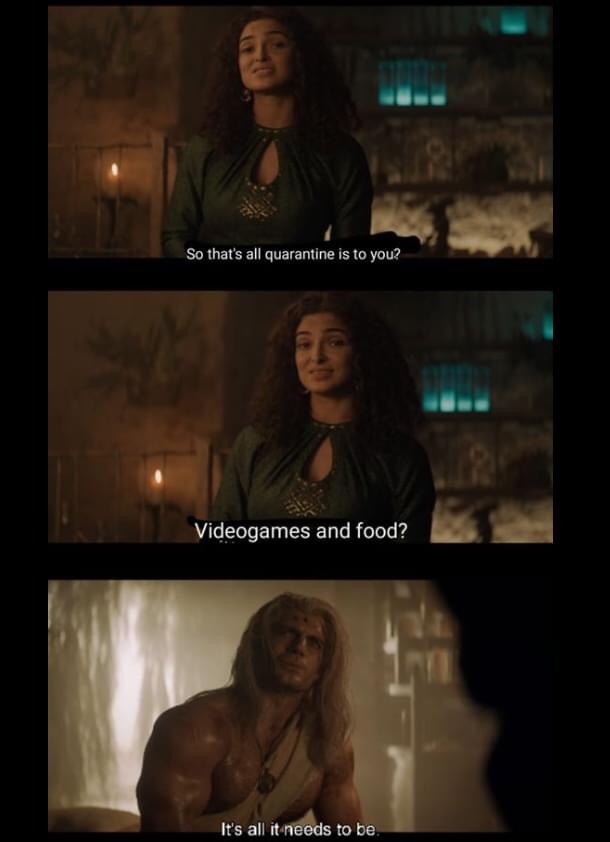 So that's all quarantine is to you?
Videogames and food?
It's all it needs to be.